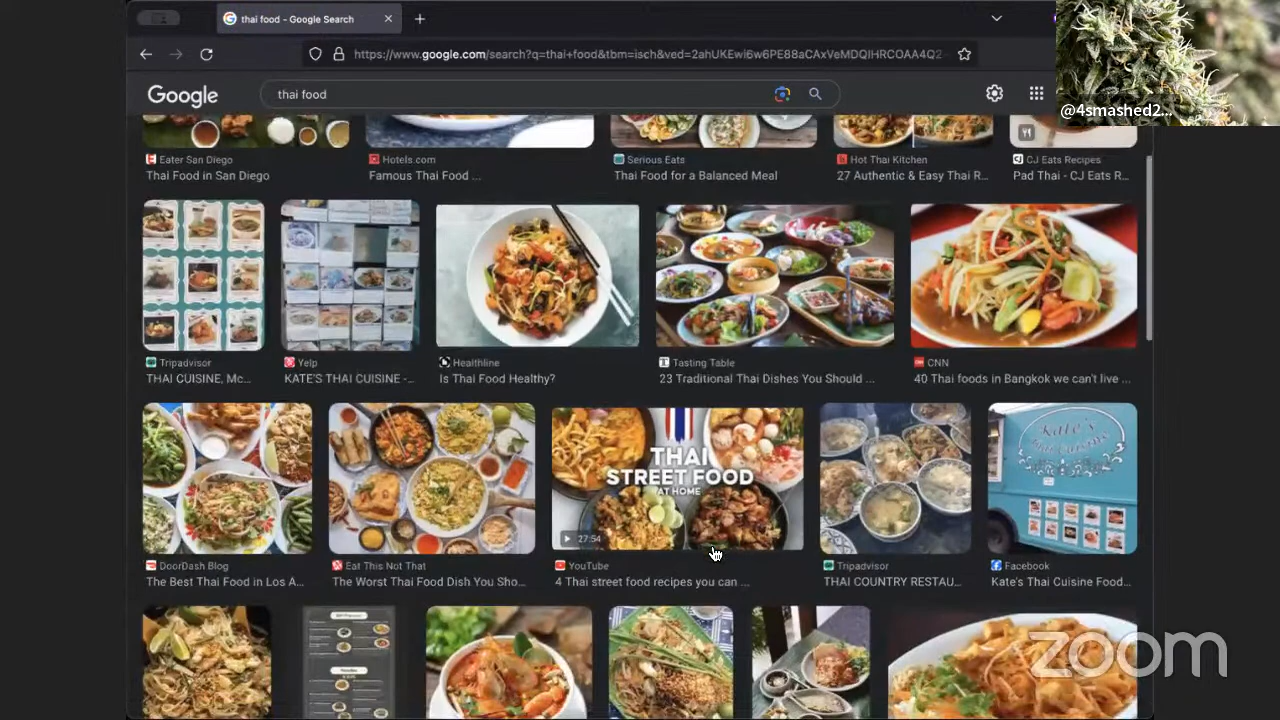 thai food - Google Search
https://www.google.com/search?q=thai+food&tbm=isch&ved=2ahUKEwi6w6PE88aCAxVeMDQIHRCOAA4Q2
@4smashed2...
Google
thai food
Eater San Diego
Thai Food in San Diego
Hotels.com
Famous Thai Food ...
Serious Eats
Thai Food for a Balanced Meal
Hot Thai Kitchen
27 Authentic & Easy Thai R...
CJ Eats Recipes
Pad Thai - CJ Eats R...
Tripadvisor
THAI CUISINE, Mc...
Yelp
KATE'S THAI CUISINE -...
Healthline
Is Thai Food Healthy?
Tasting Table
23 Traditional Thai Dishes You Should ...
CNN
40 Thai foods in Bangkok we can't live ...
THAI
STREET FOOD
AT HOME
27:54
Kate's
DoorDash Blog
The Best Thai Food in Los A...
Eat This Not That
The Worst Thai Food Dish You Sho...
YouTube
4 Thai street food recipes you can ...
Tripadvisor
THAI COUNTRY RESTAU...
Facebook
Kate's Thai Cuisine Food...
zoom